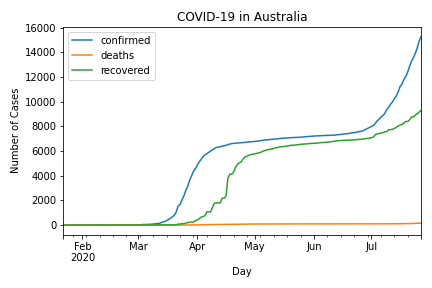 COVID-19 in Australia
16000
14000
12000
10000
8000
6000
4000
2000
0
Number of Cases
confirmed
deaths
recovered
Feb Mar Apr May Jun Jul
2020
Day